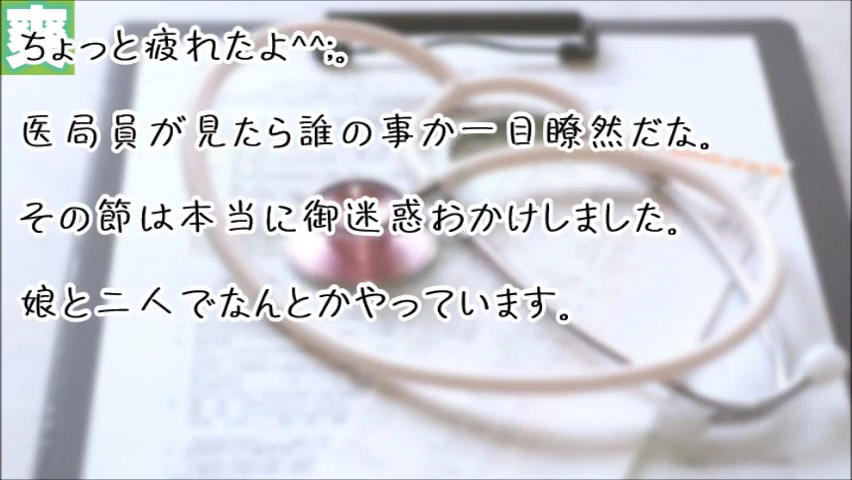 爽
ちょっと疲れたよ^^;。
医局員が見たら誰の事か一目瞭然だな。
その節は本当に御迷惑おかけしました。
娘と二人でなんとかやっています。